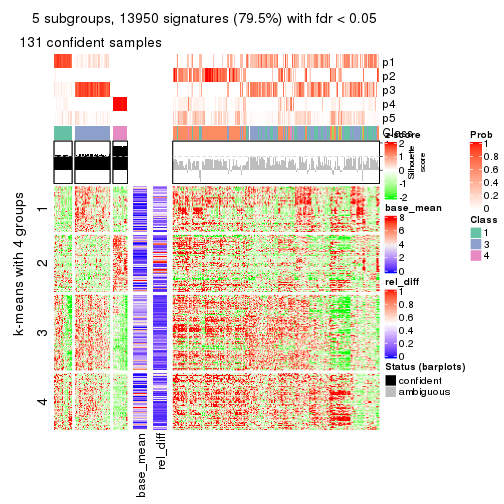 5 subgroups, 13950 signatures (79.5%) with fdr < 0.05
131 confident samples
p1
p2
p3
p4
p5
Class
z-score
2
1
0
-1
-2
Silhouette
score
Prob
1
0.8
0.6
0.4
0.2
0
base_mean
8
6
4
2
0
Class
1
3
4
rel_diff
1
0.8
0.6
0.4
0.2
0
Status (barplots)
confident
ambiguous
k-means with 4 groups
1
2
3
4
base_mean
rel_diff